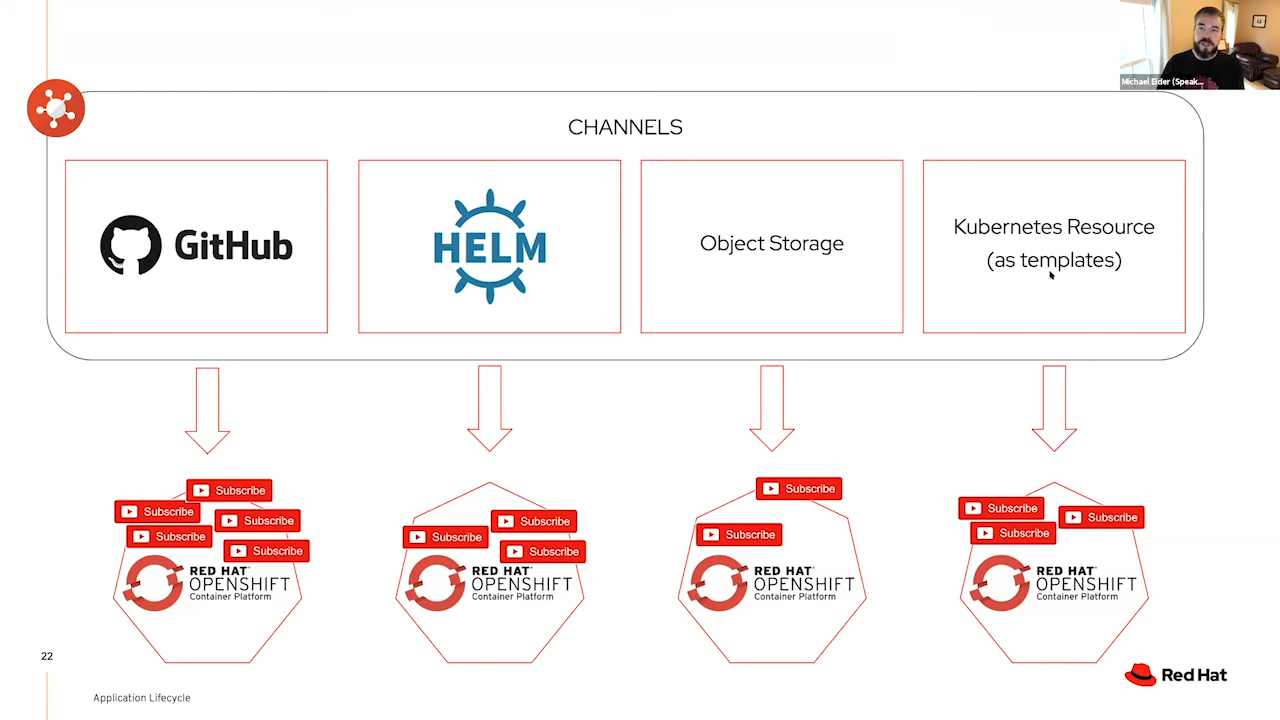 Michael Elder (Speak...
CHANNELS
GitHub
HELM
Object Storage
Kubernetes Resource
(as templates)
Subscribe
Subscribe
Subscribe
Subscribe
Subscribe
RED HAT®
OPENSHIFT
Container Platform
Subscribe
Subscribe
Subscribe
RED HAT®
OPENSHIFT
Container Platform
Subscribe
Subscribe
RED HAT®
OPENSHIFT
Container Platform
Subscribe
Subscribe
Subscribe
RED HAT®
OPENSHIFT
Container Platform
22
Application Lifecycle
Red Hat